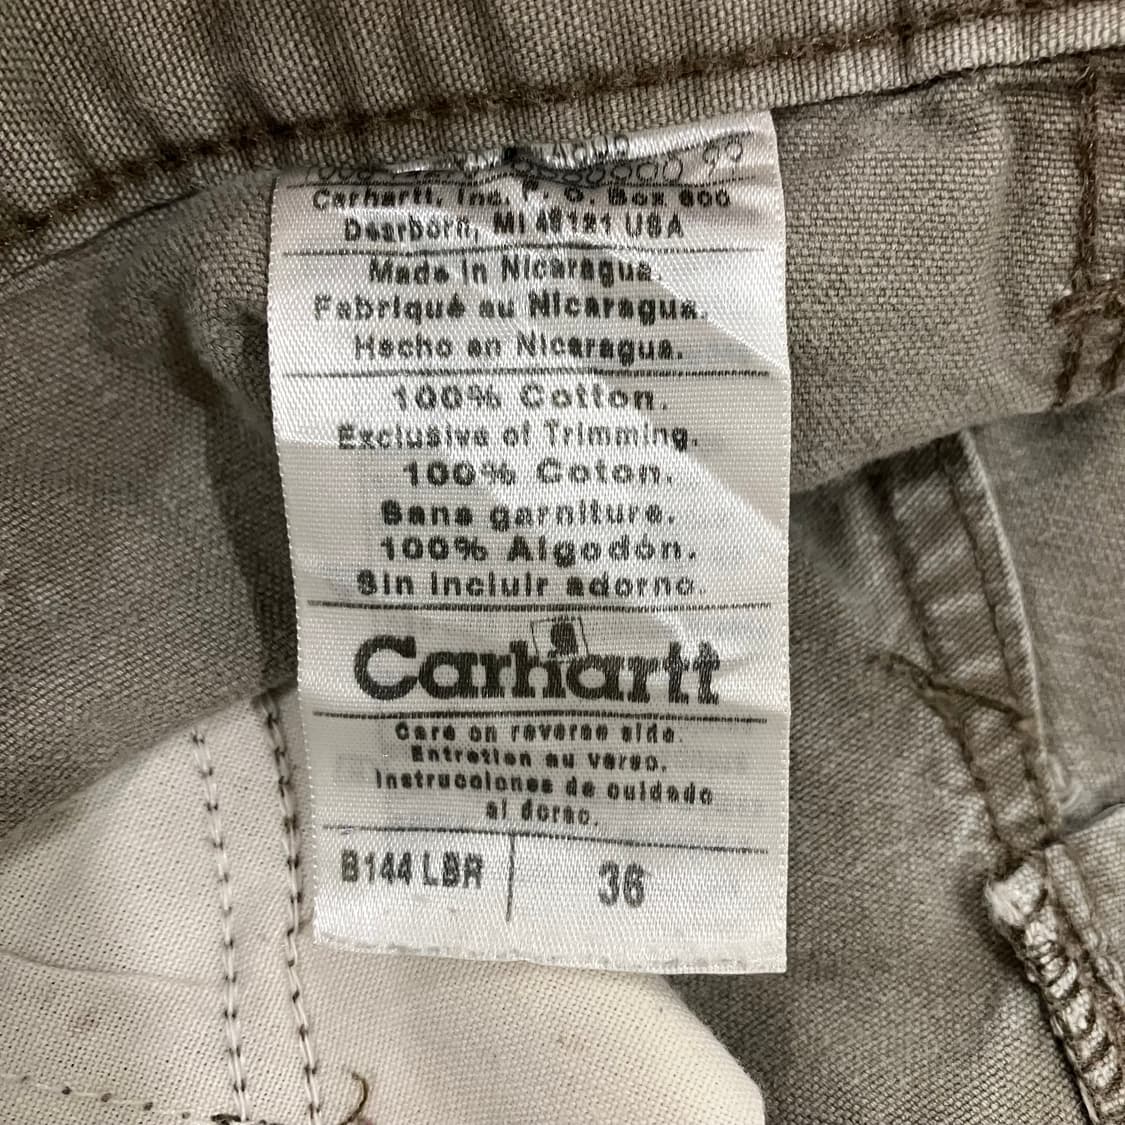 Carhartt, Inc. P. O. Box 600
Dearborn, MI 48121 USA
Made in Nicaragua.
Fabriqué au Nicaragua.
Hecho en Nicaragua.
100% Cotton.
Exclusive of Trimming.
100% Coton.
Sans garniture.
100% Algodón.
Sin incluir adorno.
Carhartt
Care on reverse side.
Entretien au verso.
Instrucciones de cuidado
al dorso.
B144 LBR 36